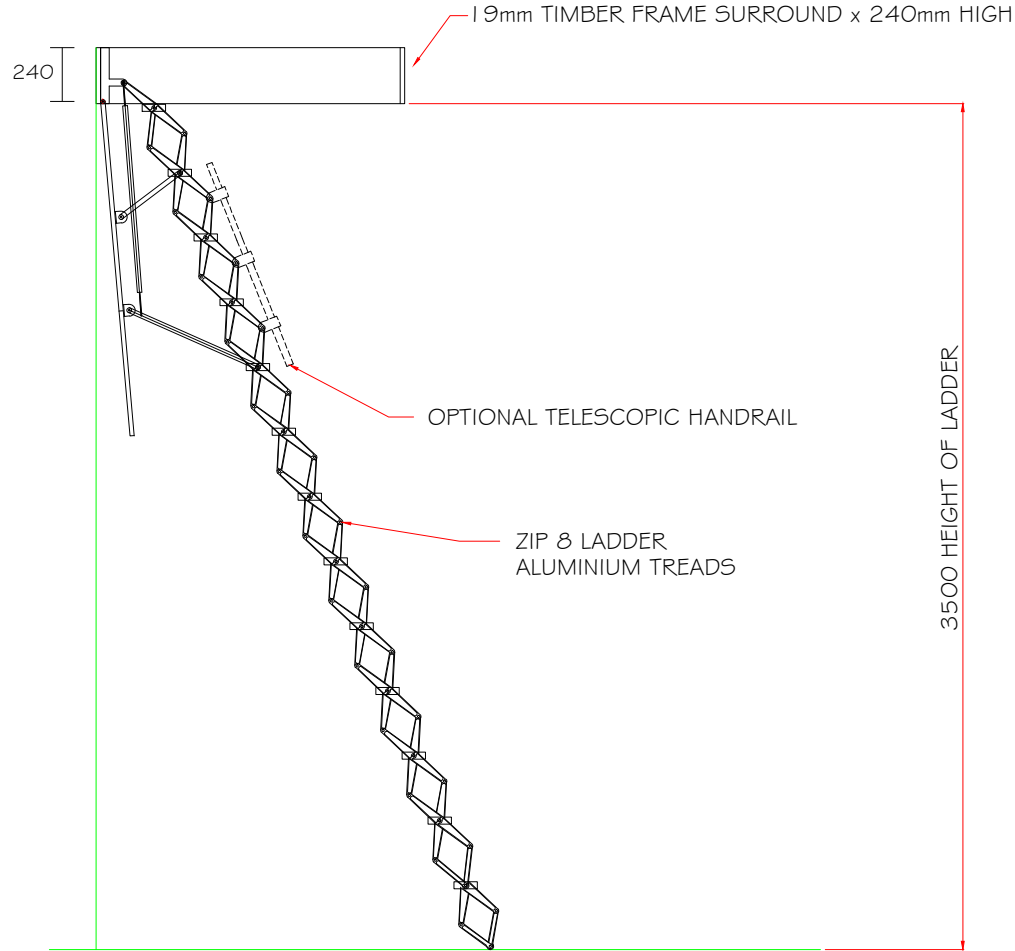 19mm TIMBER FRAME SURROUND x 240mm HIGH
240
OPTIONAL TELESCOPIC HANDRAIL
ZIP 8 LADDER
ALUMINIUM TREADS
3500 HEIGHT OF LADDER